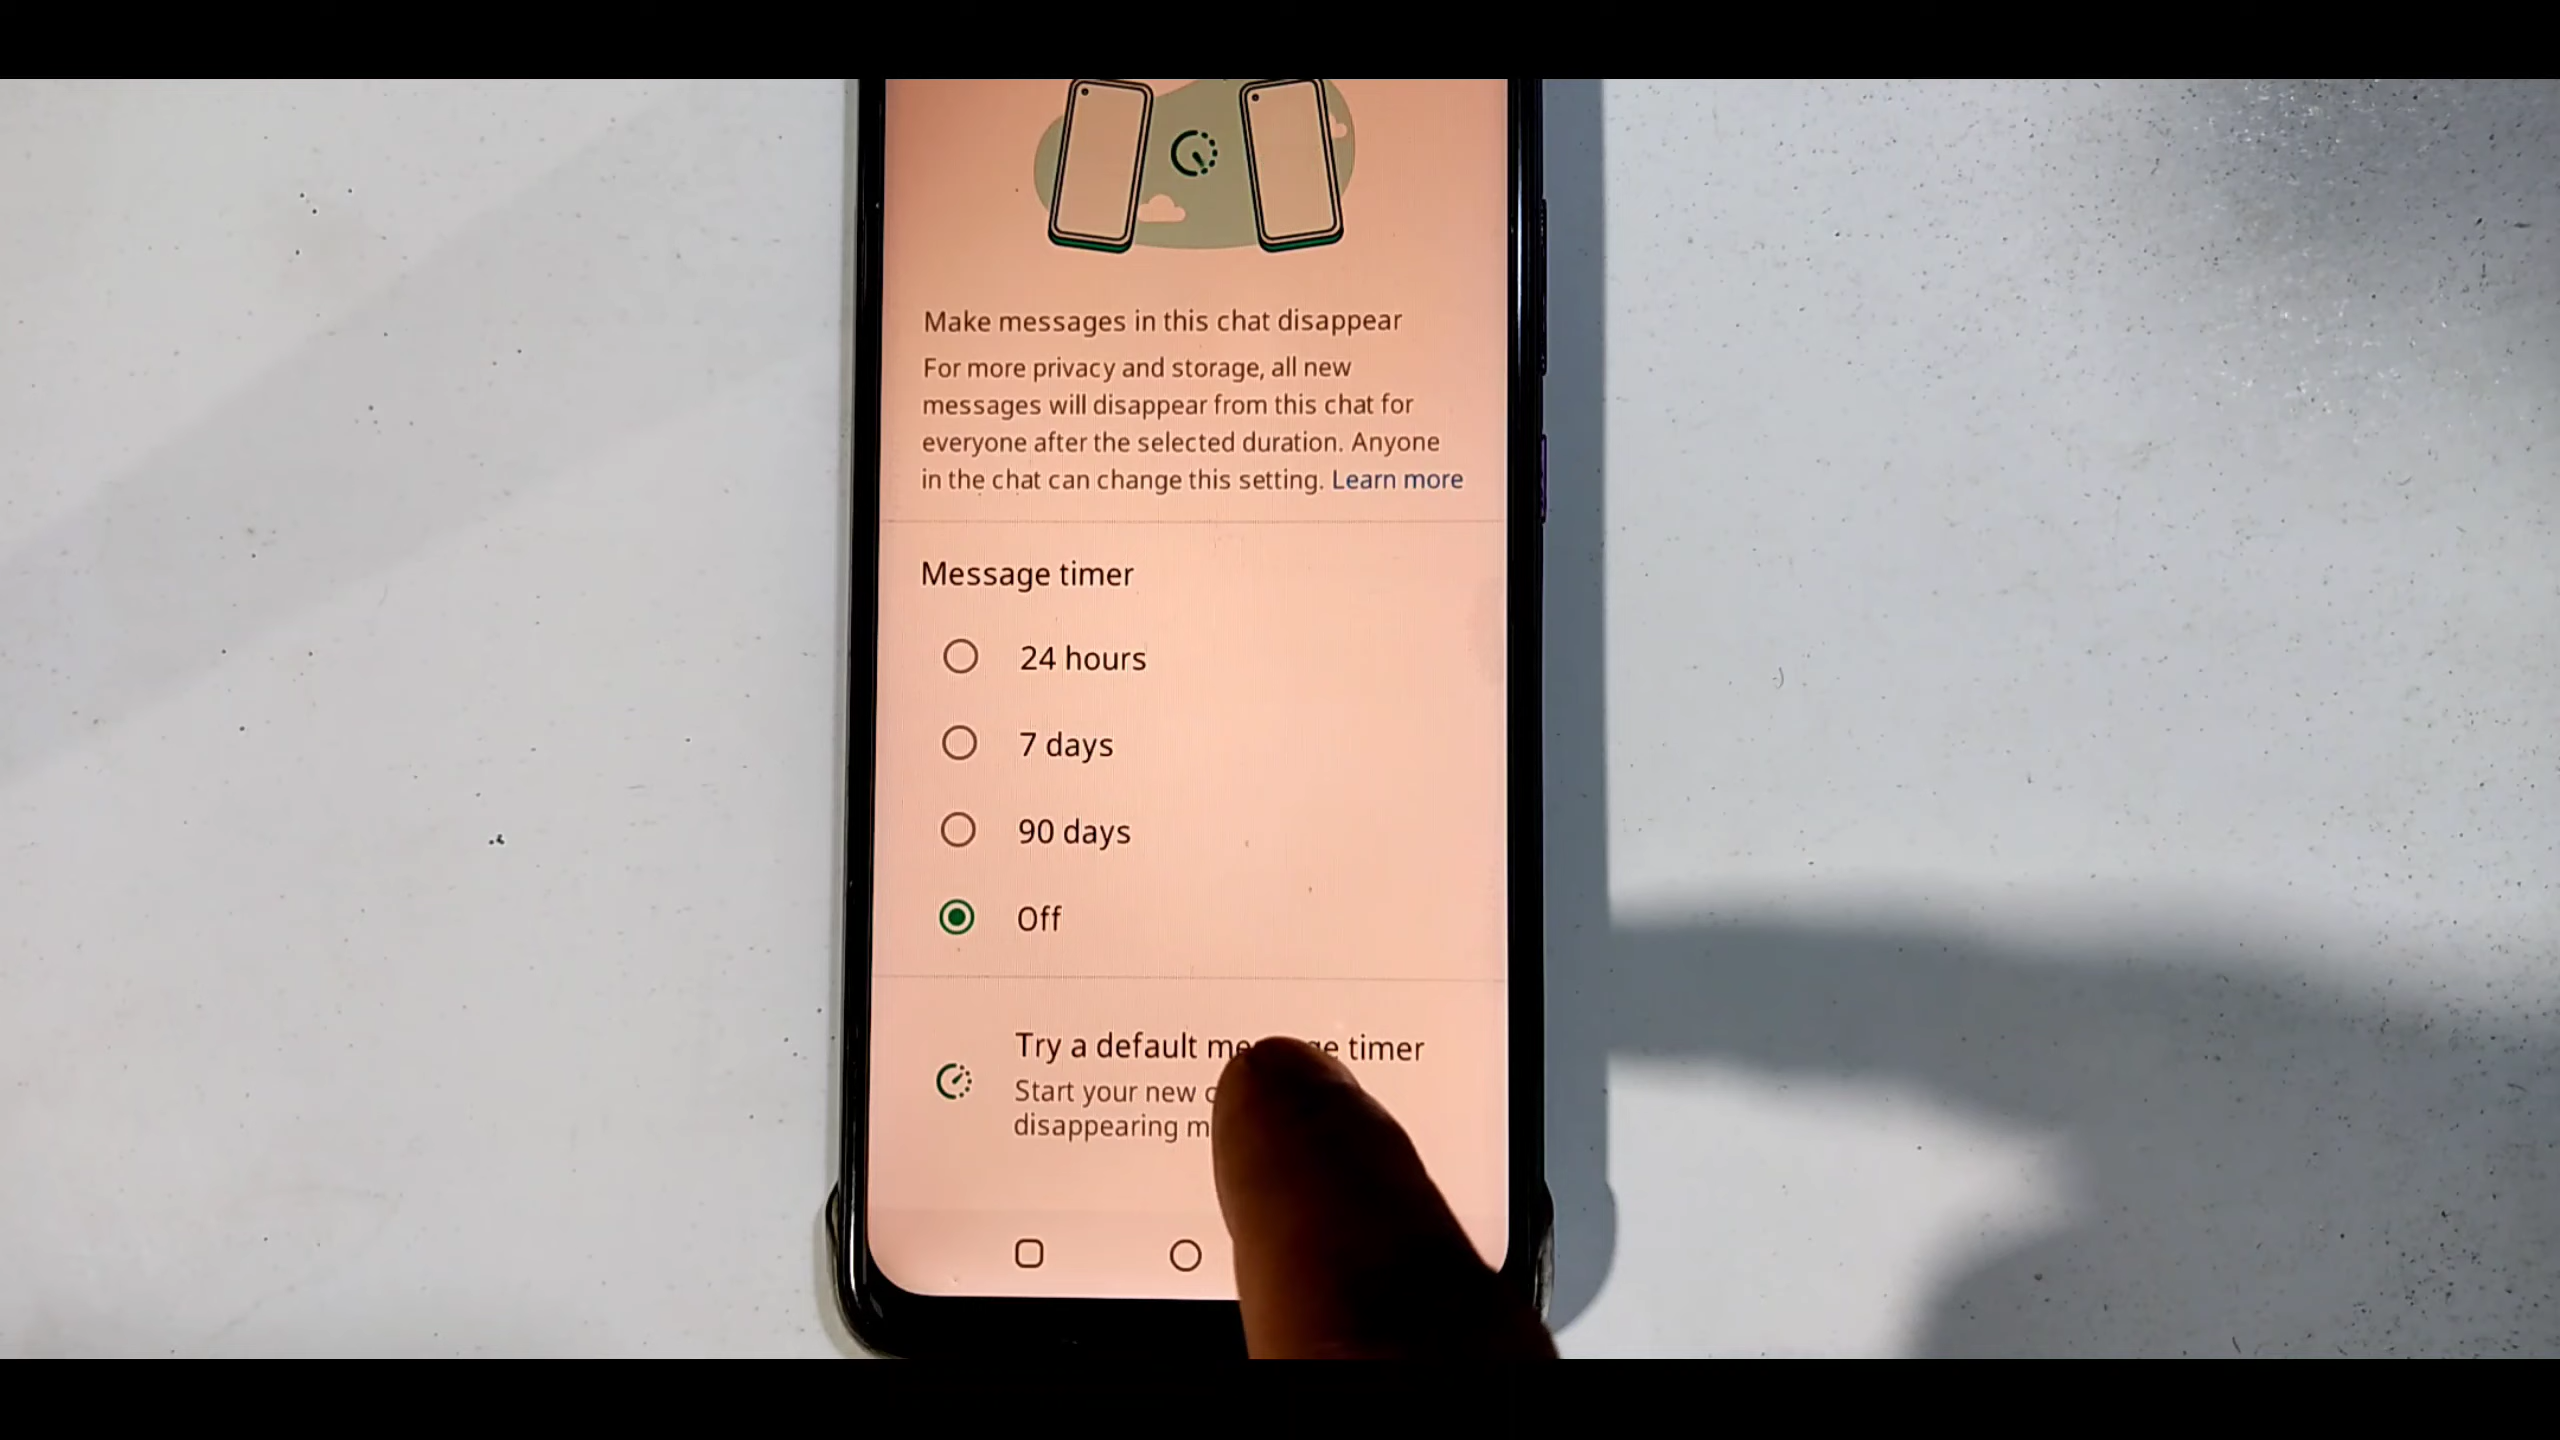 Make messages in this chat disappear
For more privacy and storage, all new
messages will disappear from this chat for
everyone after the selected duration. Anyone
in the chat can change this setting. Learn more
Message timer
24 hours
7 days
90 days
Off
Try a default timer
Start your new
disappearing